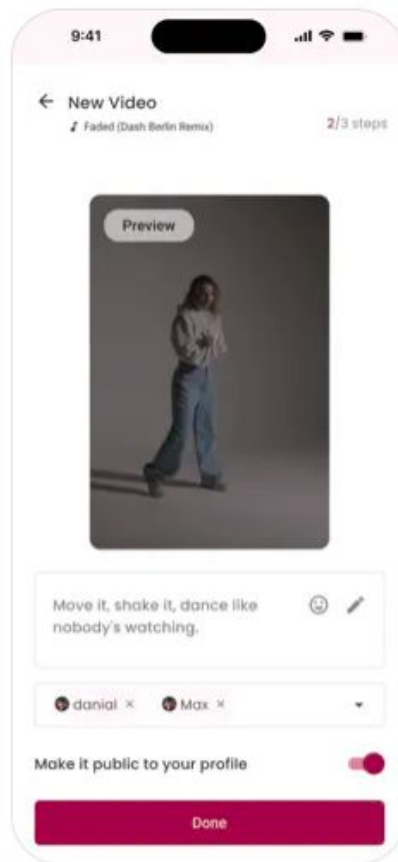 9:41
New Video
Faded (Dash Berlin Remix)
2/3 steps
Preview
Move it, shake it, dance like
nobody's watching.
danial ×
Max ×
Make it public to your profile
Done